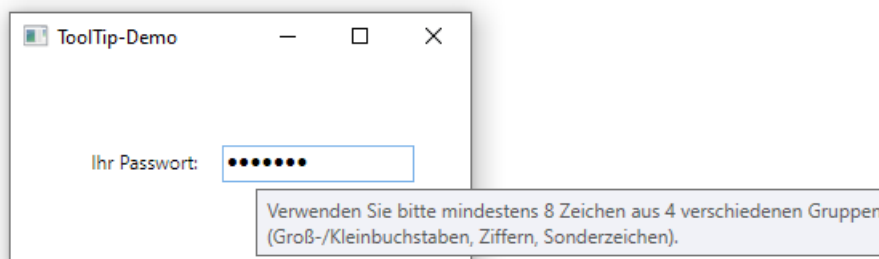 ToolTip-Demo
Ihr Passwort: ●●●●●●●
Verwenden Sie bitte mindestens 8 Zeichen aus 4 verschiedenen Gruppen
(Groß-/Kleinbuchstaben, Ziffern, Sonderzeichen).